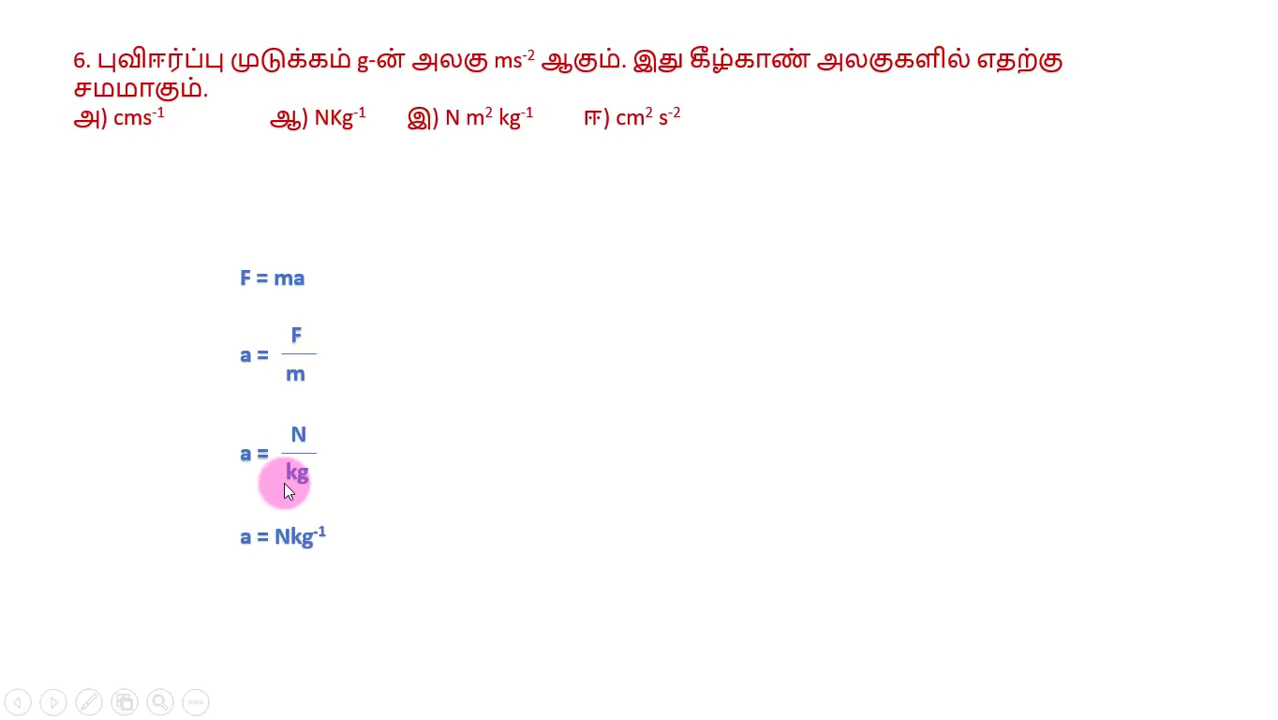 6. புவிஈர்ப்பு முடுக்கம் g-ன் அலகு ms⁻² ஆகும். இது கீழ்காண் அலகுகளில் எதற்கு
சமமாகும்.
அ) cms⁻¹ ஆ) NKg⁻¹ இ) N m² kg⁻¹ ஈ) cm² s⁻²
F = ma
F
a =
m
N
a =
kg
a = Nkg⁻¹